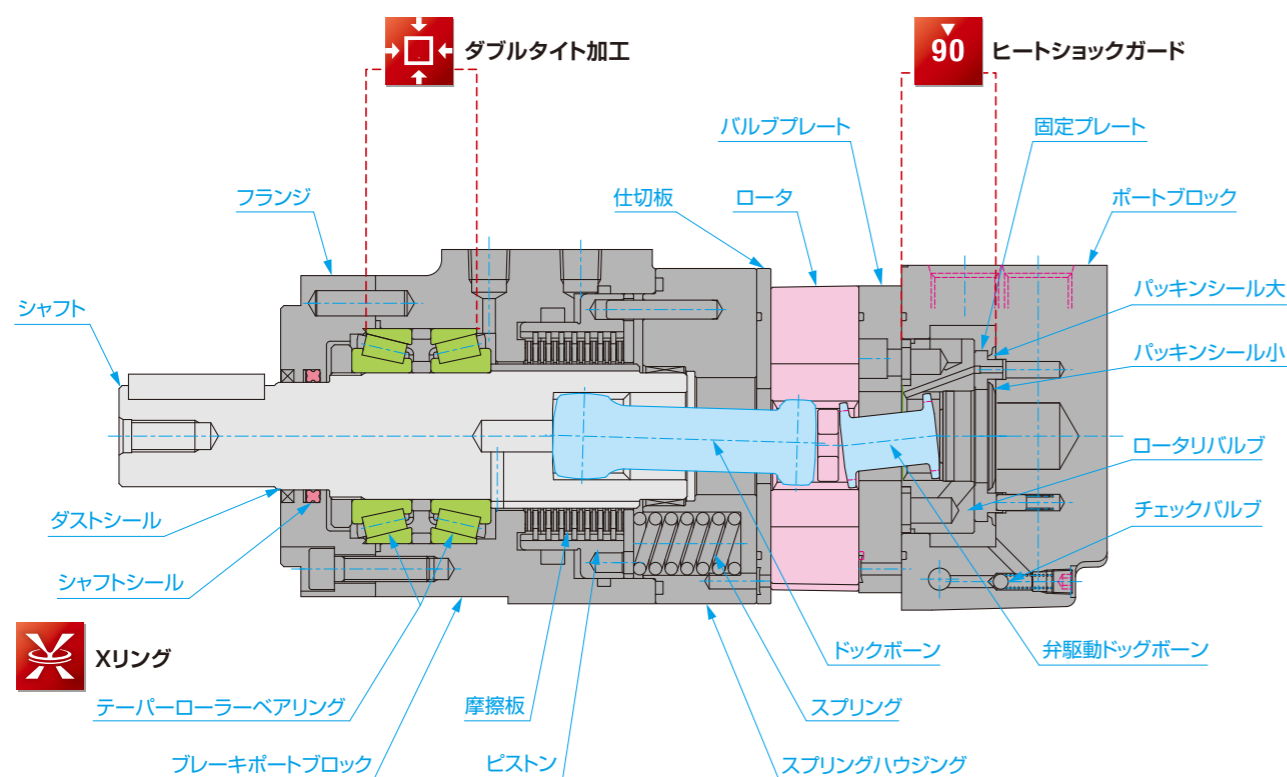 ダブルタイト加工
90
ヒートショックガード
バルブプレート
固定プレート
フランジ
仕切板
ロータ
ポートブロック
シャフト
パッキンシール大
パッキンシール小
ロータリバルブ
ダストシール
チェックバルブ
シャフトシール
ドックボーン
弁駆動ドッグボーン
Xリング
テーパーローラーベアリング
摩擦板
スプリング
ブレーキポートブロック
ピストン
スプリングハウジング